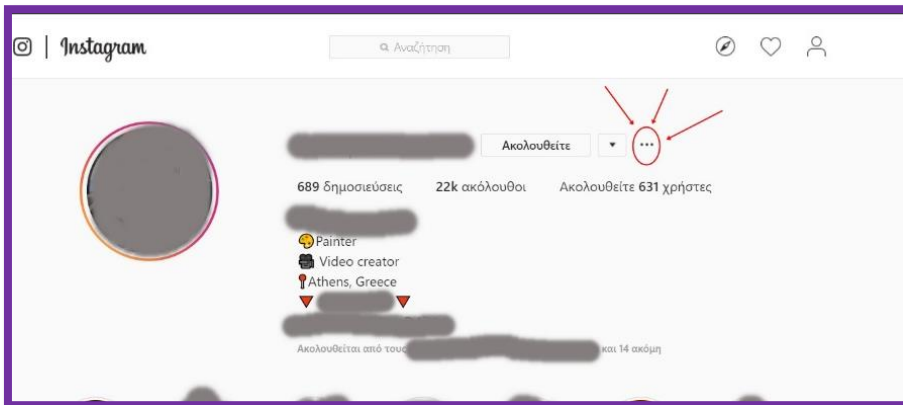 Instagram
Αναζήτηση
Ακολουθείτε
689 δημοσιεύσεις 22k ακόλουθοι Ακολουθείτε 631 χρήστες
Painter
Video creator
Athens, Greece
Ακολουθείται από τους και 14 ακόμη